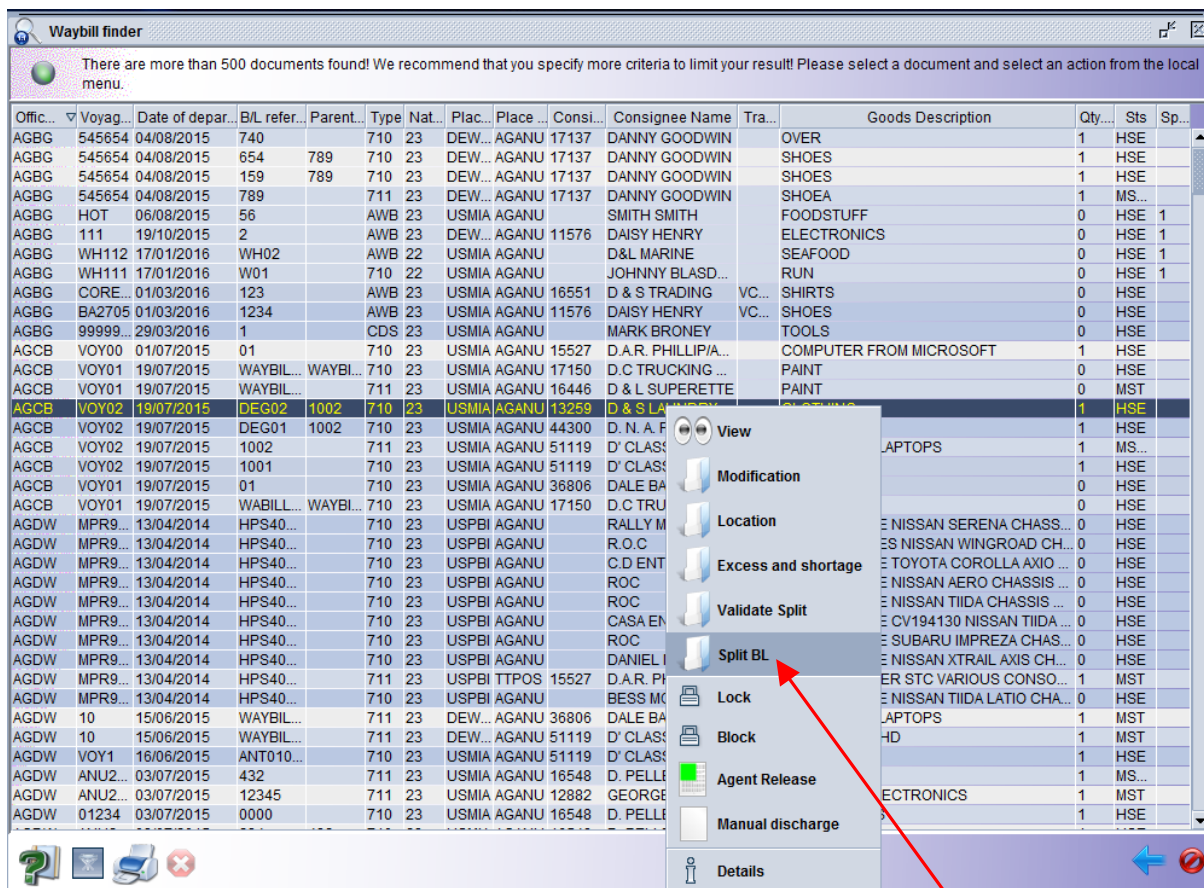 Waybill finder
There are more than 500 documents found! We recommend that you specify more criteria to limit your result! Please select a document and select an action from the local
menu.
Offic... Voyag... Date of depar... B/L refer... Parent... Type Nat... Plac... Place ... Consi... Consignee Name Tra... Goods Description Qty... Sts Sp...
AGBG 545654 04/08/2015 740 710 23 DEW... AGANU 17137 DANNY GOODWIN OVER 1 HSE
AGBG 545654 04/08/2015 654 789 710 23 DEW... AGANU 17137 DANNY GOODWIN SHOES 1 HSE
AGBG 545654 04/08/2015 159 789 710 23 DEW... AGANU 17137 DANNY GOODWIN SHOES 1 HSE
AGBG 545654 04/08/2015 789 711 23 DEW... AGANU 17137 DANNY GOODWIN SHOEA 1 MS...
AGBG HOT 06/08/2015 56 AWB 23 USMIA AGANU SMITH SMITH FOODSTUFF 0 HSE 1
AGBG 111 19/10/2015 2 AWB 23 DEW... AGANU 11576 DAISY HENRY ELECTRONICS 0 HSE 1
AGBG WH112 17/01/2016 WH02 AWB 22 USMIA AGANU D&L MARINE SEAFOOD 0 HSE 1
AGBG WH111 17/01/2016 W01 710 22 USMIA AGANU JOHNNY BLASD... RUN 0 HSE 1
AGBG CORE... 01/03/2016 123 AWB 23 USMIA AGANU 16551 D & S TRADING VC... SHIRTS 0 HSE
AGBG BA2705 01/03/2016 1234 AWB 23 USMIA AGANU 11576 DAISY HENRY VC... SHOES 0 HSE
AGBG 99999... 29/03/2016 1 CDS 23 USMIA AGANU MARK BRONEY TOOLS 0 HSE
AGCB VOY00 01/07/2015 01 710 23 USMIA AGANU 15527 D.A.R. PHILLIP/A... COMPUTER FROM MICROSOFT 1 HSE
AGCB VOY01 19/07/2015 WAYBIL... WAYBI... 710 23 USMIA AGANU 17150 D.C TRUCKING ... PAINT 0 HSE
AGCB VOY01 19/07/2015 WAYBIL... 711 23 USMIA AGANU 16446 D & L SUPERETTE PAINT 0 MST
AGCB VOY02 19/07/2015 DEG02 1002 710 23 USMIA AGANU 13259 D & S LAUNDRY CLOTHING 1 HSE
AGCB VOY02 19/07/2015 DEG01 1002 710 23 USMIA AGANU 44300 D. N. A. F 1 HSE
AGCB VOY02 19/07/2015 1002 711 23 USMIA AGANU 51119 D' CLASS LAPTOPS 1 MS...
AGCB VOY02 19/07/2015 1001 710 23 USMIA AGANU 51119 D' CLASS 1 HSE
AGCB VOY01 19/07/2015 01 710 23 USMIA AGANU 36806 DALE BA 0 HSE
AGCB VOY01 19/07/2015 WABILL... WAYBI... 710 23 USMIA AGANU 17150 D.C TRU 0 HSE
AGDW MPR9... 13/04/2014 HPS40... 710 23 USPBI AGANU RALLY M E NISSAN SERENA CHASS... 0 HSE
AGDW MPR9... 13/04/2014 HPS40... 710 23 USPBI AGANU R.O.C ES NISSAN WINGROAD CH... 0 HSE
AGDW MPR9... 13/04/2014 HPS40... 710 23 USPBI AGANU C.D ENT E TOYOTA COROLLA AXIO ... 0 HSE
AGDW MPR9... 13/04/2014 HPS40... 710 23 USPBI AGANU ROC E NISSAN AERO CHASSIS ... 0 HSE
AGDW MPR9... 13/04/2014 HPS40... 710 23 USPBI AGANU ROC E NISSAN TIIDA CHASSIS ... 0 HSE
AGDW MPR9... 13/04/2014 HPS40... 710 23 USPBI AGANU CASA EN E CV194130 NISSAN TIIDA ... 0 HSE
AGDW MPR9... 13/04/2014 HPS40... 710 23 USPBI AGANU ROC E SUBARU IMPREZA CHAS... 0 HSE
AGDW MPR9... 13/04/2014 HPS40... 710 23 USPBI AGANU DANIEL E NISSAN XTRAIL AXIS CH... 0 HSE
AGDW MPR9... 13/04/2014 HPS40... 711 23 USPBI TTPOS 15527 D.A.R. PH ER STC VARIOUS CONSO... 1 MST
AGDW MPR9... 13/04/2014 HPS40... 710 23 USPBI AGANU BESS MO E NISSAN TIIDA LATIO CHA... 0 HSE
AGDW 10 15/06/2015 WAYBIL... 711 23 DEW... AGANU 36806 DALE BA LAPTOPS 1 MST
AGDW 10 15/06/2015 WAYBIL... 711 23 DEW... AGANU 51119 D' CLASS HD 1 MST
AGDW VOY1 16/06/2015 ANT010... 710 23 USMIA AGANU 51119 D' CLASS 1 HSE
AGDW ANU2... 03/07/2015 432 711 23 USMIA AGANU 16548 D. PELLE 1 MS...
AGDW ANU2... 03/07/2015 12345 711 23 USMIA AGANU 12882 GEORGE ECTRONICS 1 MST
AGDW 01234 03/07/2015 0000 710 23 USMIA AGANU 16548 D. PELLE 1 HSE
View
Modification
Location
Excess and shortage
Validate Split
Split BL
Lock
Block
Agent Release
Manual discharge
Details